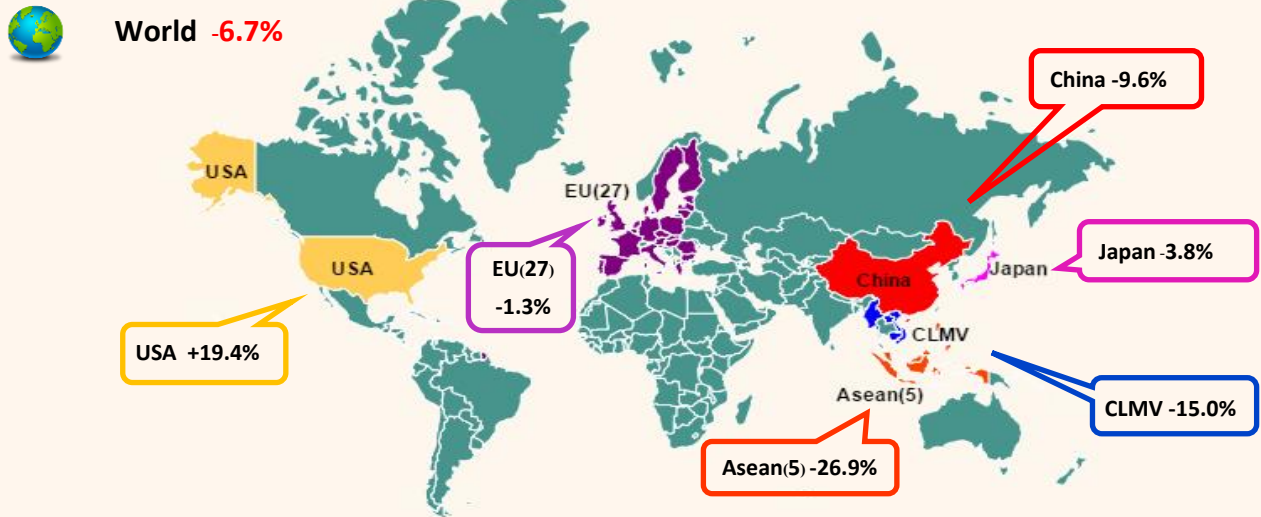 World -6.7%
China -9.6%
USA
EU(27)
Japan -3.8%
EU(27)
-1.3%
USA
China
Japan
USA +19.4%
CLMV
Asean(5)
CLMV -15.0%
Asean(5) -26.9%